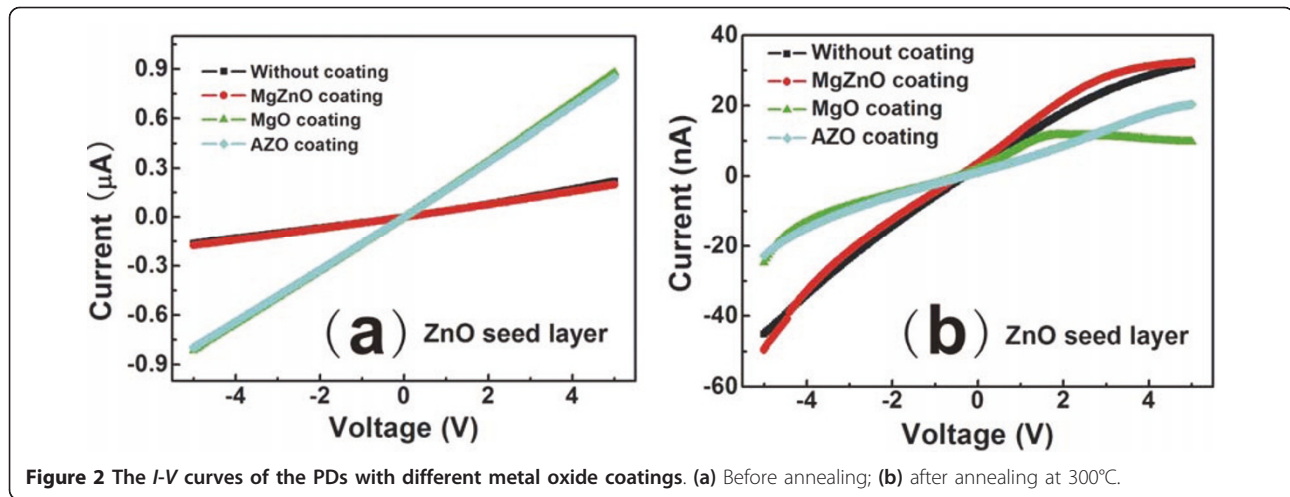 0.9
0.6
0.3
0.0
-0.3
-0.6
-0.9
Current (μA)
Without coating
MgZnO coating
MgO coating
AZO coating
(a) ZnO seed layer
-4 -2 0 2 4
Voltage (V)
40
20
0
-20
-40
-60
Current (nA)
Without coating
MgZnO coating
MgO coating
AZO coating
(b) ZnO seed layer
-4 -2 0 2 4
Voltage (V)
Figure 2 The I-V curves of the PDs with different metal oxide coatings. (a) Before annealing; (b) after annealing at 300°C.